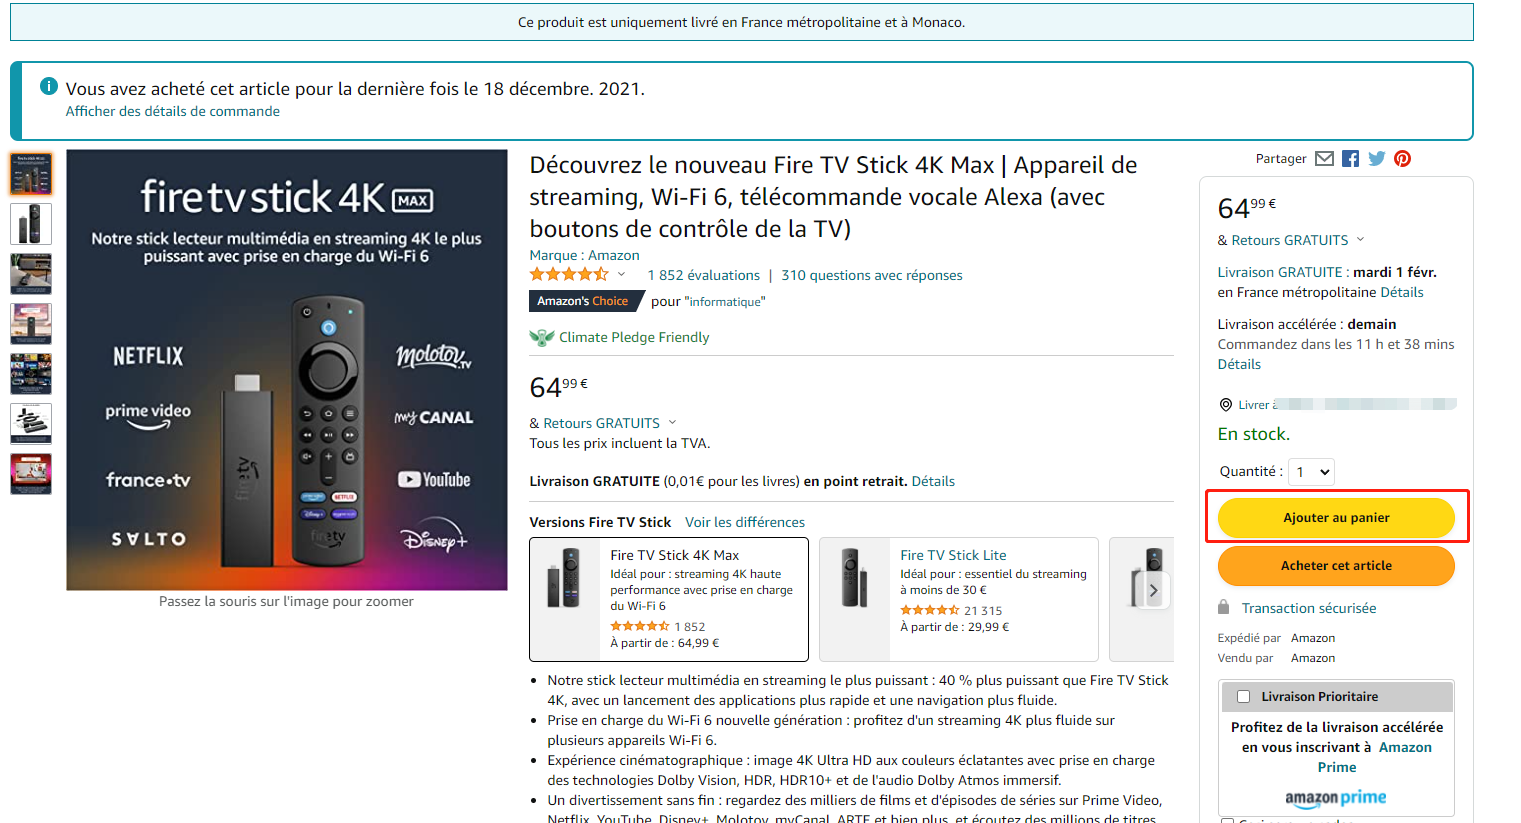 Ce produit est uniquement livré en France métropolitaine et à Monaco.
Vous avez acheté cet article pour la dernière fois le 18 décembre. 2021.
Afficher des détails de commande
fire tv stick 4K MAX
Notre stick lecteur multimédia en streaming 4K le plus
puissant avec prise en charge du Wi-Fi 6
NETFLIX
molotov.tv
prime video
my CANAL
france•tv
YouTube
SALTO
Disney+
fire tv
Passez la souris sur l'image pour zoomer
Découvrez le nouveau Fire TV Stick 4K Max | Appareil de
streaming, Wi-Fi 6, télécommande vocale Alexa (avec
boutons de contrôle de la TV)
Marque : Amazon
1 852 évaluations | 310 questions avec réponses
Amazon's Choice pour "informatique"
Climate Pledge Friendly
64,99 €
& Retours GRATUITS
Tous les prix incluent la TVA.
Livraison GRATUITE (0,01€ pour les livres) en point retrait. Détails
Versions Fire TV Stick Voir les différences
Fire TV Stick 4K Max
Idéal pour : streaming 4K haute
performance avec prise en charge
du Wi-Fi 6
1 852
À partir de : 64,99 €
Fire TV Stick Lite
Idéal pour : essentiel du streaming
à moins de 30 €
21 315
À partir de : 29,99 €
Notre stick lecteur multimédia en streaming le plus puissant : 40 % plus puissant que Fire TV Stick
4K, avec un lancement des applications plus rapide et une navigation plus fluide.
Prise en charge du Wi-Fi 6 nouvelle génération : profitez d'un streaming 4K plus fluide sur
plusieurs appareils Wi-Fi 6.
Expérience cinématographique : image 4K Ultra HD aux couleurs éclatantes avec prise en charge
des technologies Dolby Vision, HDR, HDR10+ et de l'audio Dolby Atmos immersif.
Un divertissement sans fin : regardez des milliers de films et d'épisodes de séries sur Prime Video,
Netflix, YouTube, Disney+, Molotov, myCanal, ARTE et bien plus, et écoutez des millions de titres
Partager
64,99 €
& Retours GRATUITS
Livraison GRATUITE : mardi 1 févr.
en France métropolitaine Détails
Livraison accélérée : demain
Commandez dans les 11 h et 38 mins
Détails
Livrer à
En stock.
Quantité : 1
Ajouter au panier
Acheter cet article
Transaction sécurisée
Expédié par Amazon
Vendu par Amazon
Livraison Prioritaire
Profitez de la livraison accélérée
en vous inscrivant à Amazon
Prime
amazon prime